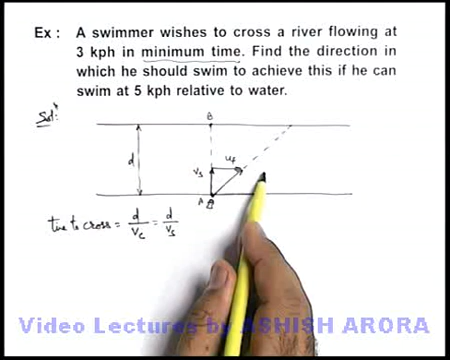 Ex : A swimmer wishes to cross a river flowing at
3 kph in minimum time. Find the direction in
which he should swim to achieve this if he can
swim at 5 kph relative to water.
Sol:
B
d
vs
uf
A
Time to cross = d/vc = d/vs
Video Lectures by ASHISH ARORA